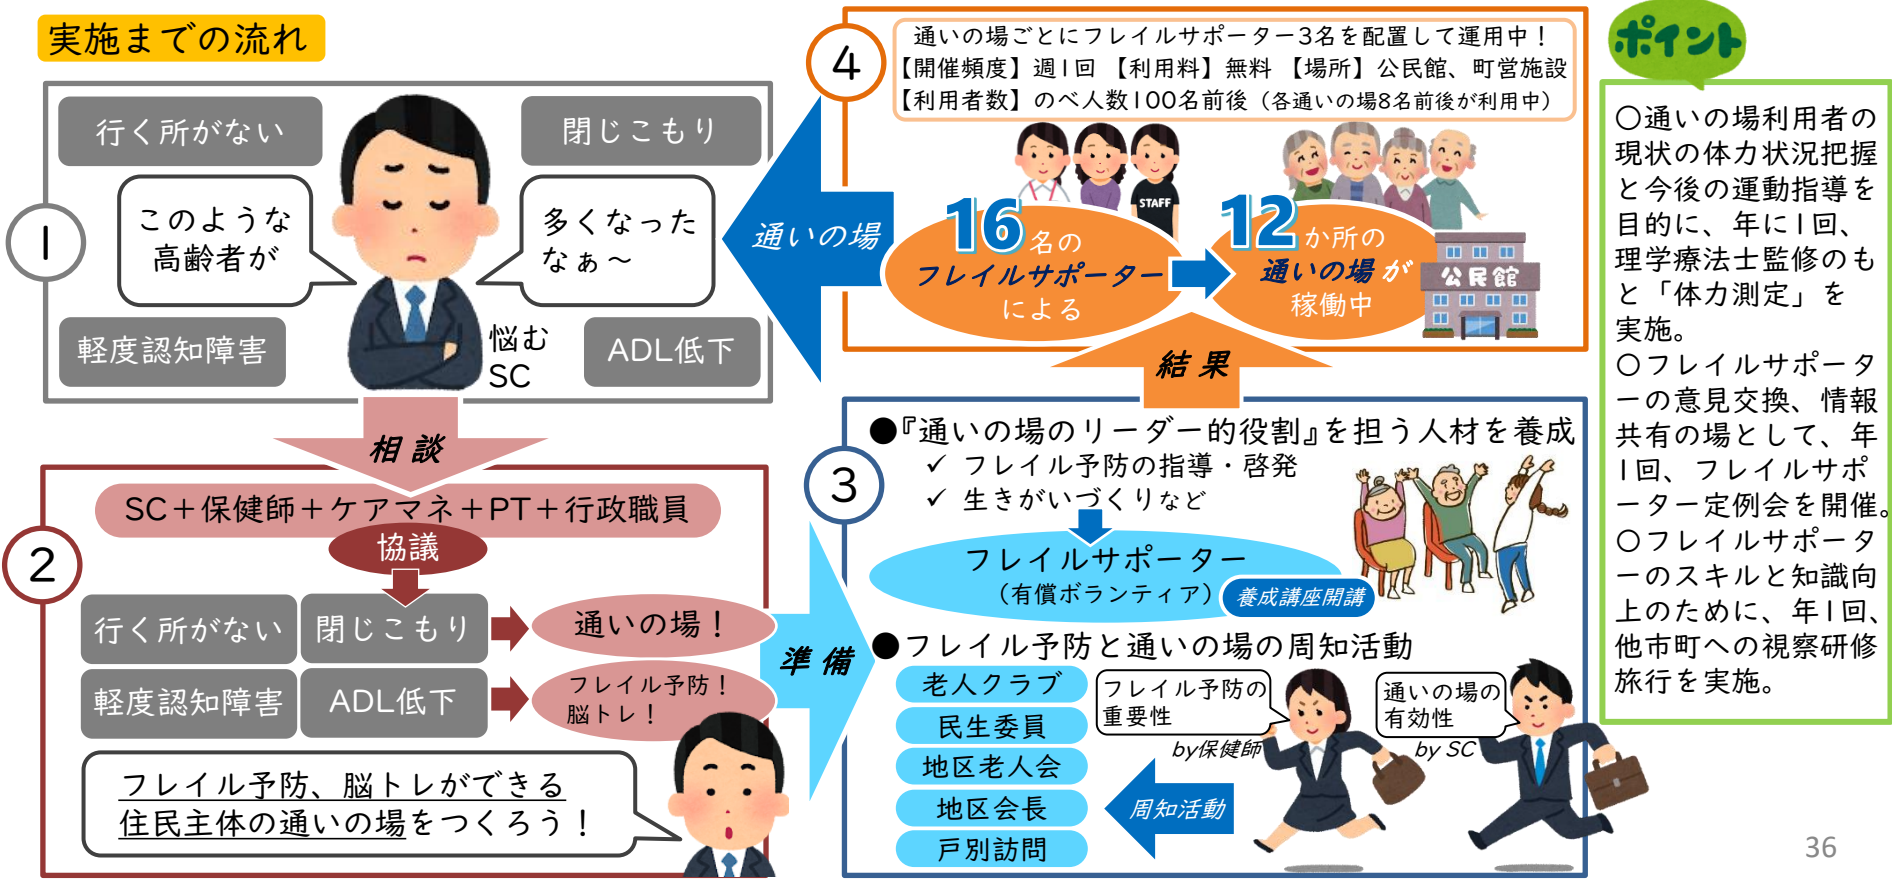 実施までの流れ
1
行く所がない
閉じこもり
このような
高齢者が
多くなった
なぁ～
軽度認知障害
悩む
SC
ADL低下
相談
2
SC＋保健師＋ケアマネ＋PT＋行政職員
協議
行く所がない
閉じこもり
通いの場！
軽度認知障害
ADL低下
フレイル予防！
脳トレ！
フレイル予防、脳トレができる
住民主体の通いの場をつくろう！
準備
3
●『通いの場のリーダー的役割』を担う人材を養成
✓ フレイル予防の指導・啓発
✓ 生きがいづくりなど
フレイルサポーター
（有償ボランティア）
養成講座開講
●フレイル予防と通いの場の周知活動
老人クラブ
民生委員
地区老人会
地区会長
戸別訪問
フレイル予防の
重要性
by保健師
通いの場の
有効性
by SC
周知活動
結果
4
通いの場ごとにフレイルサポーター3名を配置して運用中！
【開催頻度】週1回 【利用料】無料 【場所】公民館、町営施設
【利用者数】のべ人数100名前後（各通いの場8名前後が利用中）
STAFF
16名の
フレイルサポーター
による
12か所の
通いの場が
稼働中
公民館
通いの場
ポイント
○通いの場利用者の
現状の体力状況把握
と今後の運動指導を
目的に、年に1回、
理学療法士監修のも
と「体力測定」を
実施。
○フレイルサポータ
ーの意見交換、情報
共有の場として、年
1回、フレイルサポ
ーター定例会を開催。
○フレイルサポータ
ーのスキルと知識向
上のために、年1回、
他市町への視察研修
旅行を実施。
36